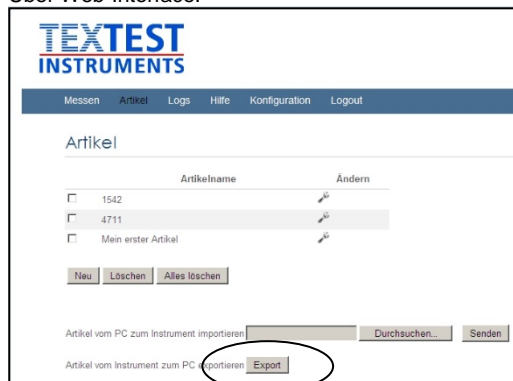 Über Web-Interface:
TEXTEST
INSTRUMENTS
Messen Artikel Logs Hilfe Konfiguration Logout
Artikel
Artikelname Ändern
1542
4711
Mein erster Artikel
Neu Löschen Alles löschen
Artikel vom PC zum Instrument importieren Durchsuchen... Senden
Artikel vom Instrument zum PC exportieren Export